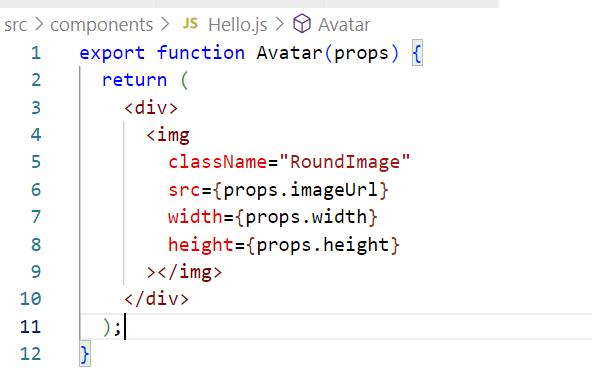 src > components > JS Hello.js > Avatar
1 export function Avatar(props) {
2   return (
3     <div>
4       <img
5         className="RoundImage"
6         src={props.imageUrl}
7         width={props.width}
8         height={props.height}
9       ></img>
10     </div>
11   );
12 }